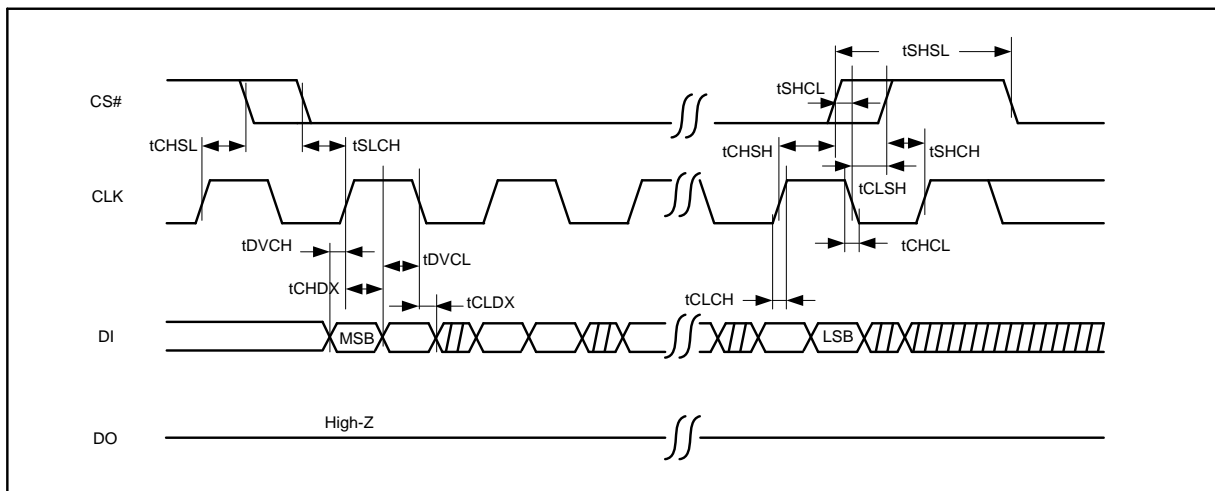 tSHSL
tSHCL
CS#
tCHSL
tSLCH
tCHSH
tSHCH
CLK
tCLSH
tDVCH
tDVCL
tCHCL
tCHDX
tCLDX
tCLCH
DI
MSB
LSB
High-Z
DO